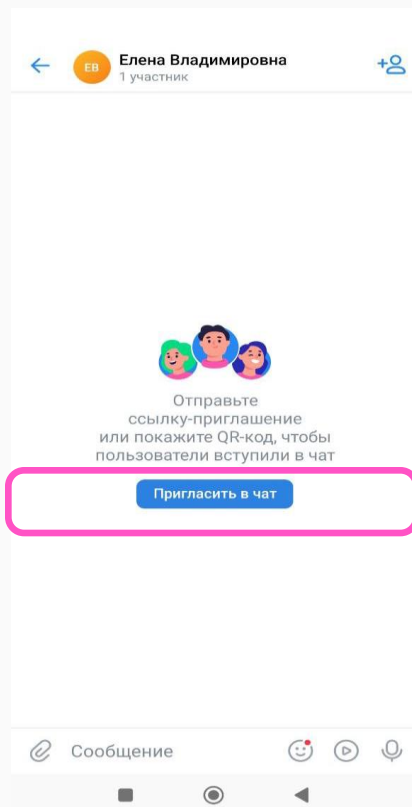 ЕВ
Елена Владимировна
1 участник
Отправьте
ссылку-приглашение
или покажите QR-код, чтобы
пользователи вступили в чат
Пригласить в чат
Сообщение